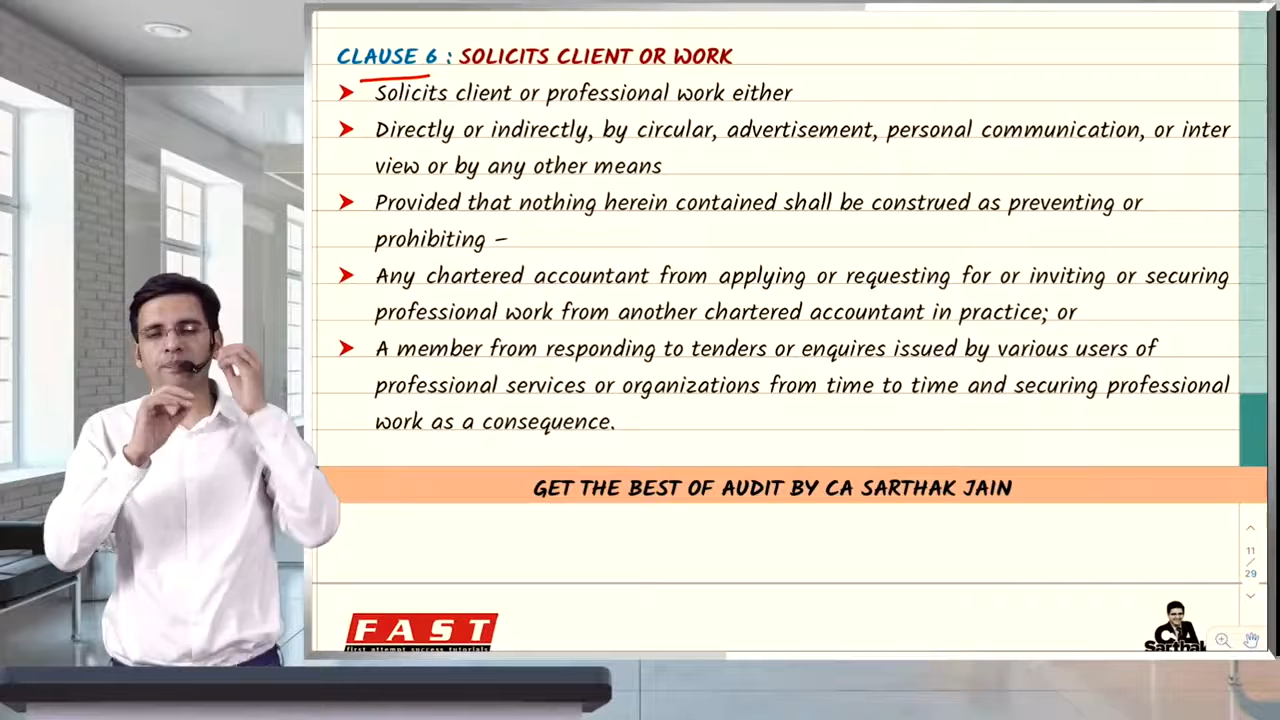 CLAUSE 6 : SOLICITS CLIENT OR WORK
Solicits client or professional work either
Directly or indirectly, by circular, advertisement, personal communication, or inter
view or by any other means
Provided that nothing herein contained shall be construed as preventing or
prohibiting –
Any chartered accountant from applying or requesting for or inviting or securing
professional work from another chartered accountant in practice; or
A member from responding to tenders or enquires issued by various users of
professional services or organizations from time to time and securing professional
work as a consequence.
GET THE BEST OF AUDIT BY CA SARTHAK JAIN
11
/
29
FAST
first attempt success tutorials
CA
Sarthak